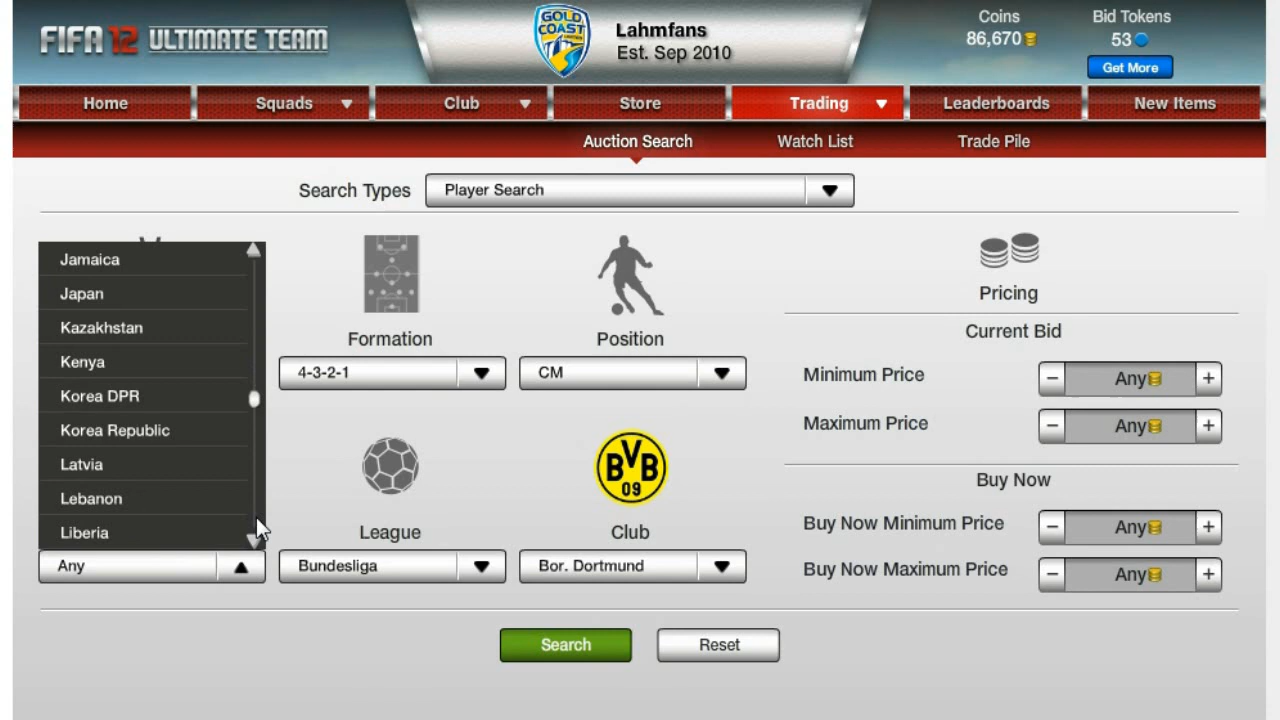 FIFA 12 ULTIMATE TEAM
GOLD COAST
Lahmfans
Est. Sep 2010
Coins
86,670
Bid Tokens
53
Get More
Home
Squads
Club
Store
Trading
Leaderboards
New Items
Auction Search
Watch List
Trade Pile
Search Types
Player Search
Jamaica
Japan
Kazakhstan
Kenya
Korea DPR
Korea Republic
Latvia
Lebanon
Liberia
Any
Formation
4-3-2-1
Position
CM
League
Bundesliga
BVB
09
Club
Bor. Dortmund
Pricing
Current Bid
Minimum Price
- Any +
Maximum Price
- Any +
Buy Now
Buy Now Minimum Price
- Any +
Buy Now Maximum Price
- Any +
Search
Reset